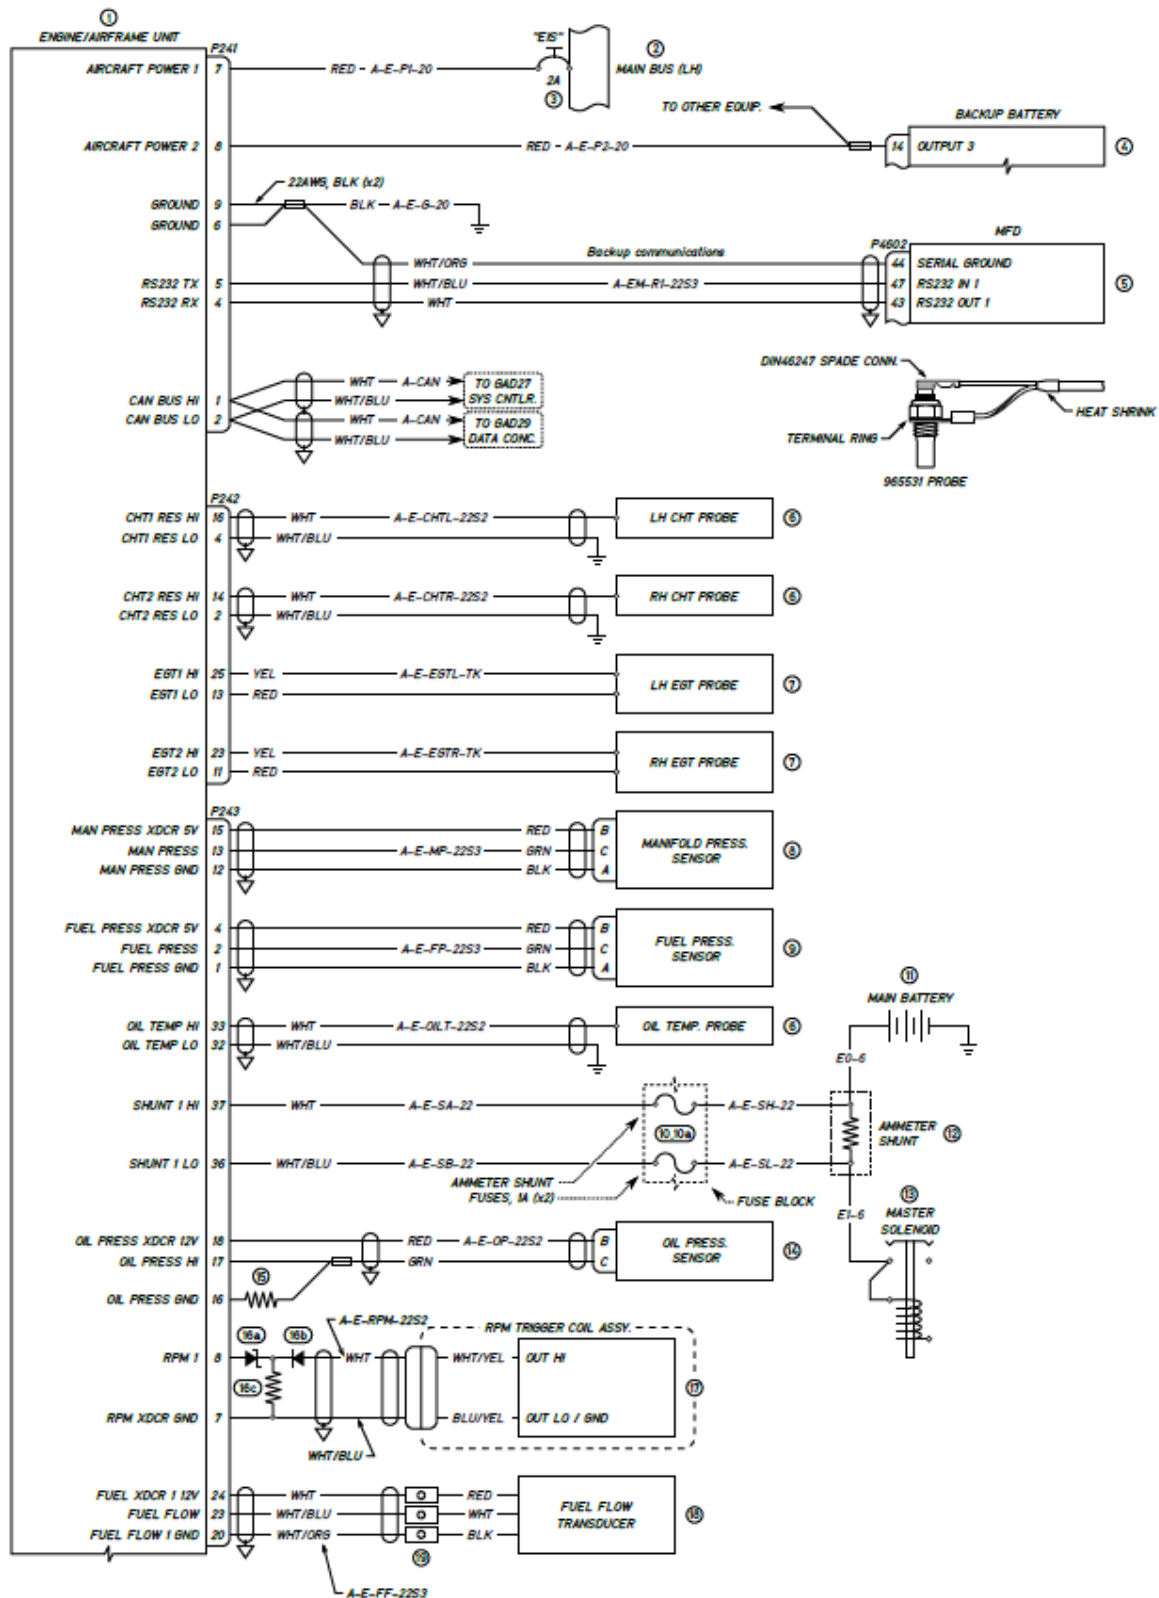 1
ENGINE/AIRFRAME UNIT
P241
AIRCRAFT POWER 1 7 RED - A-E-P1-20
"EIS"
2A
3
2
MAIN BUS (LH)
TO OTHER EQUIP.
BACKUP BATTERY
AIRCRAFT POWER 2 8 RED - A-E-P2-20 14 OUTPUT 3 4
22AWG, BLK (x2)
GROUND 9 BLK - A-E-G-20
GROUND 6
P4602 MFD
Backup communications
WHT/ORG 44 SERIAL GROUND
RS232 TX 5 WHT/BLU A-EM-R1-22S3 47 RS232 IN 1 5
RS232 RX 4 WHT 43 RS232 OUT 1
DIN46247 SPADE CONN.
HEAT SHRINK
TERMINAL RING
965531 PROBE
CAN BUS HI 1
CAN BUS LO 2
WHT A-CAN TO GAD27
WHT/BLU SYS CNTLR.
WHT A-CAN TO GAD29
WHT/BLU DATA CONC.
P242
CHT1 RES HI 16 WHT A-E-CHTL-22S2 LH CHT PROBE 6
CHT1 RES LO 4 WHT/BLU
CHT2 RES HI 14 WHT A-E-CHTR-22S2 RH CHT PROBE 6
CHT2 RES LO 2 WHT/BLU
EGT1 HI 25 YEL A-E-EGTL-TK
LH EGT PROBE 7
EGT1 LO 13 RED
EGT2 HI 23 YEL A-E-EGTR-TK
RH EGT PROBE 7
EGT2 LO 11 RED
P243
MAN PRESS XDCR 5V 15 RED B
MAN PRESS 13 A-E-MP-22S3 GRN C MANIFOLD PRESS. SENSOR 8
MAN PRESS GND 12 BLK A
FUEL PRESS XDCR 5V 4 RED B
FUEL PRESS 2 A-E-FP-22S3 GRN C FUEL PRESS. SENSOR 9
FUEL PRESS GND 1 BLK A
OIL TEMP HI 33 WHT A-E-OILT-22S2 OIL TEMP. PROBE 6
OIL TEMP LO 32 WHT/BLU
11
MAIN BATTERY
E0-6
SHUNT 1 HI 37 WHT A-E-SA-22 A-E-SH-22
10,10a
AMMETER SHUNT 12
SHUNT 1 LO 36 WHT/BLU A-E-SB-22 A-E-SL-22
AMMETER SHUNT
FUSES, 1A (x2)
FUSE BLOCK
E1-6
13
MASTER
SOLENOID
OIL PRESS XDCR 12V 18 RED A-E-OP-22S2 B
OIL PRESS. SENSOR 14
OIL PRESS HI 17 GRN C
15
OIL PRESS GND 16
A-E-RPM-22S2
RPM TRIGGER COIL ASSY.
16a 16b
RPM 1 8 WHT WHT/YEL OUT HI
16c
17
RPM XDCR GND 7 BLU/YEL OUT LO / GND
WHT/BLU
FUEL XDCR 1 12V 24 WHT RED
FUEL FLOW 23 WHT/BLU WHT FUEL FLOW TRANSDUCER 18
FUEL FLOW 1 GND 20 WHT/ORG BLK
19
A-E-FF-22S3